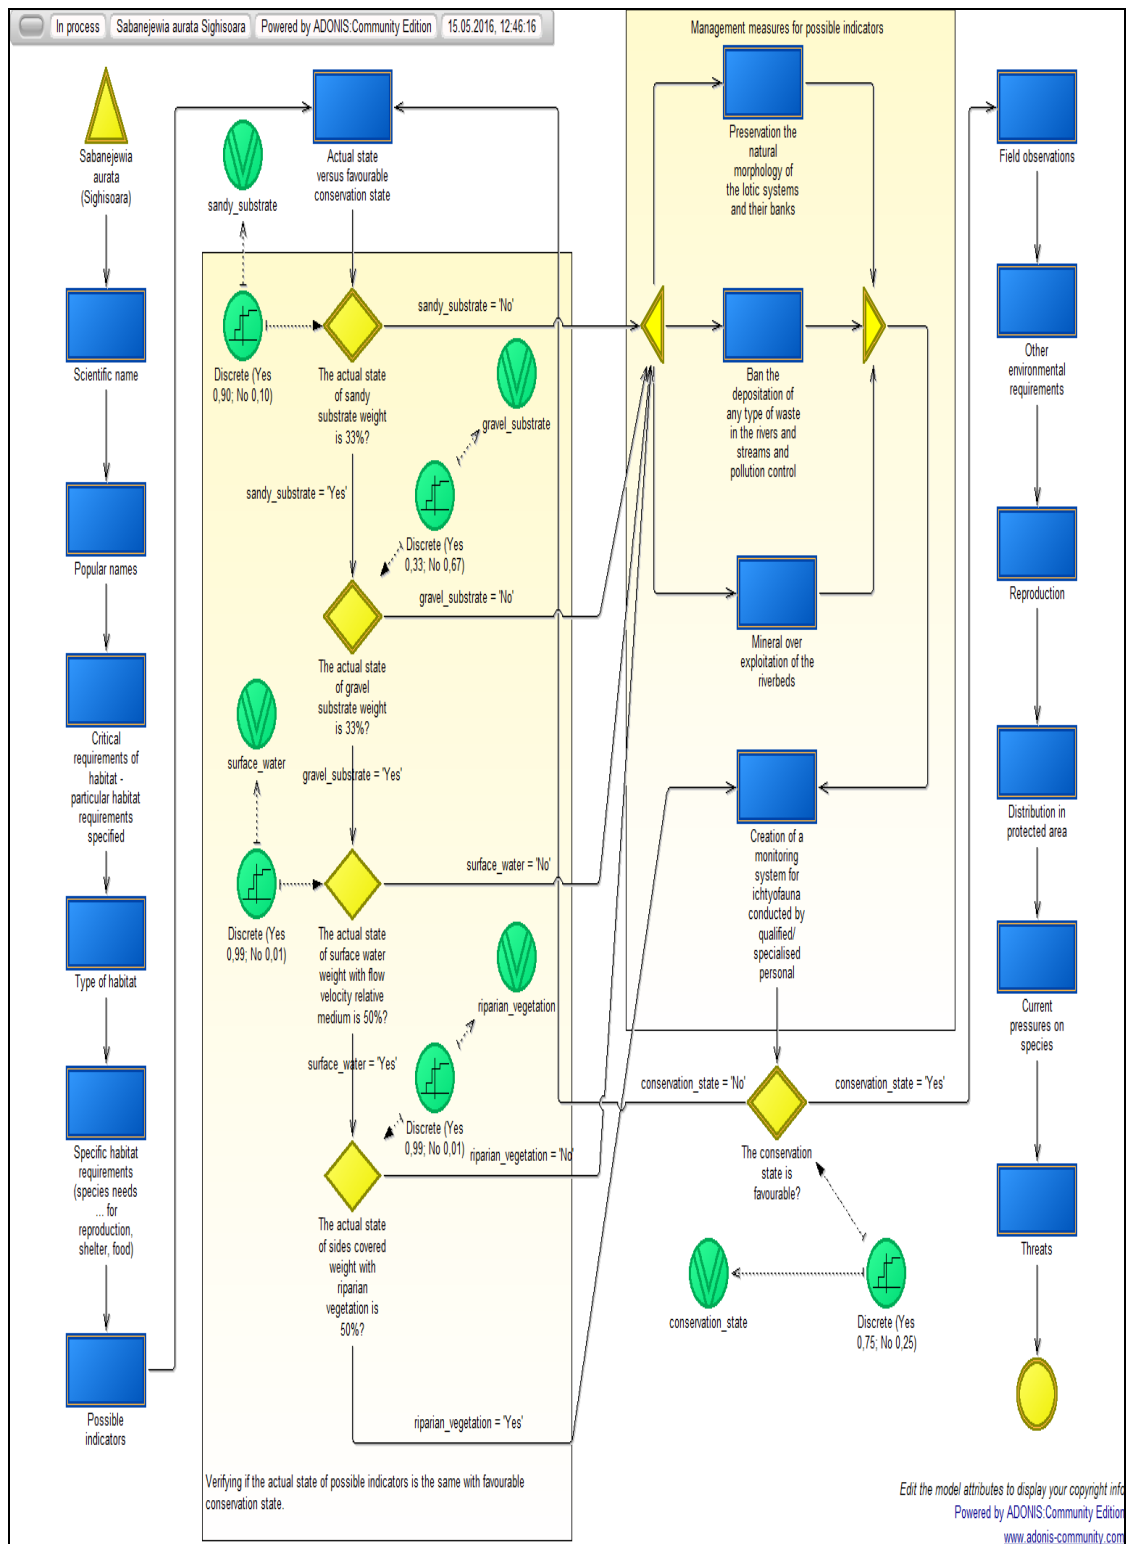 In process
Sabanejewia aurata Sighisoara
Powered by ADONIS:Community Edition
15.05.2016, 12:46:16
Sabanejewia
aurata
(Sighisoara)
Scientific name
Popular names
Critical
requirements of
habitat -
particular habitat
requirements
specified
Type of habitat
Specific habitat
requirements
(species needs
... for
reproduction,
shelter, food)
Possible
indicators
Actual state
versus favourable
conservation state
sandy_substrate
Discrete (Yes
0,90; No 0,10)
The actual state
of sandy
substrate weight
is 33%?
sandy_substrate = 'No'
sandy_substrate = 'Yes'
gravel_substrate
Discrete (Yes
0,33; No 0,67)
gravel_substrate = 'No'
The actual state
of gravel
substrate weight
is 33%?
gravel_substrate = 'Yes'
surface_water
Discrete (Yes
0,99; No 0,01)
surface_water = 'No'
The actual state
of surface water
weight with flow
velocity relative
medium is 50%?
surface_water = 'Yes'
riparian_vegetation
Discrete (Yes
0,99; No 0,01)
riparian_vegetation = 'No'
The actual state
of sides covered
weight with
riparian
vegetation is
50%?
riparian_vegetation = 'Yes'
Verifying if the actual state of possible indicators is the same with favourable
conservation state.
Management measures for possible indicators
Preservation the
natural
morphology of
the lotic systems
and their banks
Ban the
depositation of
any type of waste
in the rivers and
streams and
pollution control
Mineral over
exploitation of the
riverbeds
Creation of a
monitoring
system for
ichtyofauna
conducted by
qualified/
specialised
personal
conservation_state = 'No'
conservation_state = 'Yes'
The conservation
state is
favourable?
conservation_state
Discrete (Yes
0,75; No 0,25)
Field observations
Other
environmental
requirements
Reproduction
Distribution in
protected area
Current
pressures on
species
Threats
Edit the model attributes to display your copyright info
Powered by ADONIS:Community Edition
www.adonis-community.com